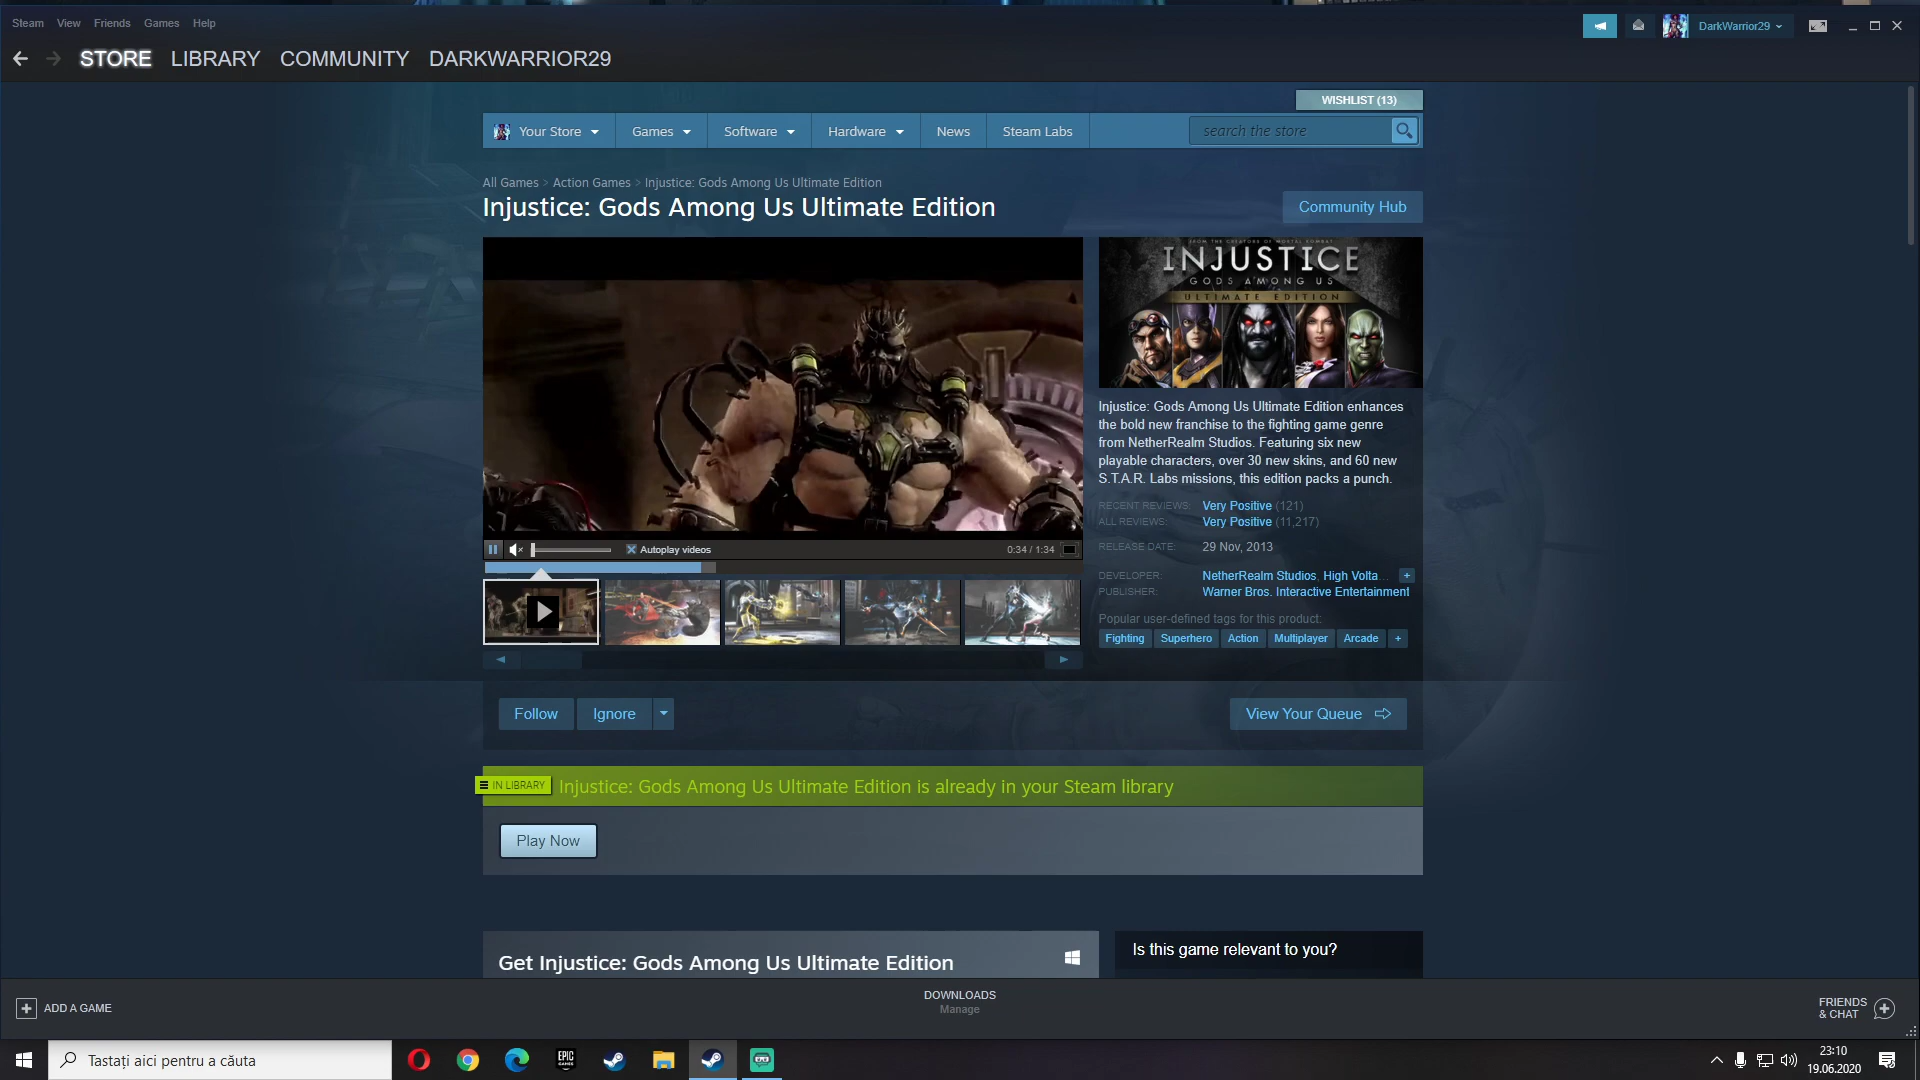 Steam View Friends Games Help
DarkWarrior29
STORE LIBRARY COMMUNITY DARKWARRIOR29
WISHLIST (13)
Your Store Games Software Hardware News Steam Labs
search the store
All Games > Action Games > Injustice: Gods Among Us Ultimate Edition
Injustice: Gods Among Us Ultimate Edition
Community Hub
FROM THE CREATORS OF MORTAL KOMBAT
INJUSTICE
GODS AMONG US
ULTIMATE EDITION
Injustice: Gods Among Us Ultimate Edition enhances
the bold new franchise to the fighting game genre
from NetherRealm Studios. Featuring six new
playable characters, over 30 new skins, and 60 new
S.T.A.R. Labs missions, this edition packs a punch.
RECENT REVIEWS: Very Positive (121)
ALL REVIEWS: Very Positive (11,217)
RELEASE DATE: 29 Nov, 2013
DEVELOPER: NetherRealm Studios, High Volta... +
PUBLISHER: Warner Bros. Interactive Entertainment
Popular user-defined tags for this product:
Fighting Superhero Action Multiplayer Arcade +
Autoplay videos
0:34 / 1:34
Follow Ignore
View Your Queue
IN LIBRARY Injustice: Gods Among Us Ultimate Edition is already in your Steam library
Play Now
Get Injustice: Gods Among Us Ultimate Edition
Is this game relevant to you?
ADD A GAME
DOWNLOADS
Manage
FRIENDS
& CHAT
Tastați aici pentru a căuta
EPIC
GAMES
23:10
19.06.2020